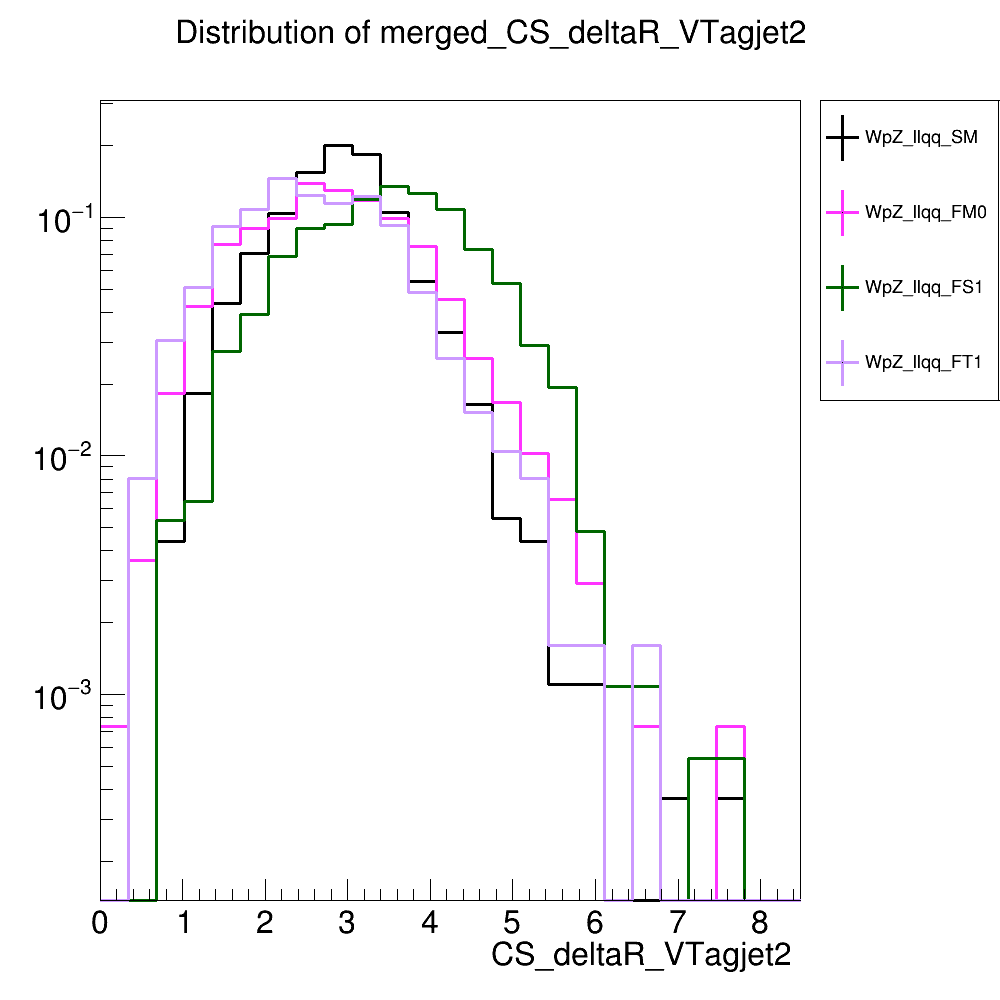 Distribution of merged_CS_deltaR_VTagjet2
WpZ_llqq_SM
WpZ_llqq_FM0
WpZ_llqq_FS1
WpZ_llqq_FT1
10⁻¹
10⁻²
10⁻³
0 1 2 3 4 5 6 7 8
CS_deltaR_VTagjet2